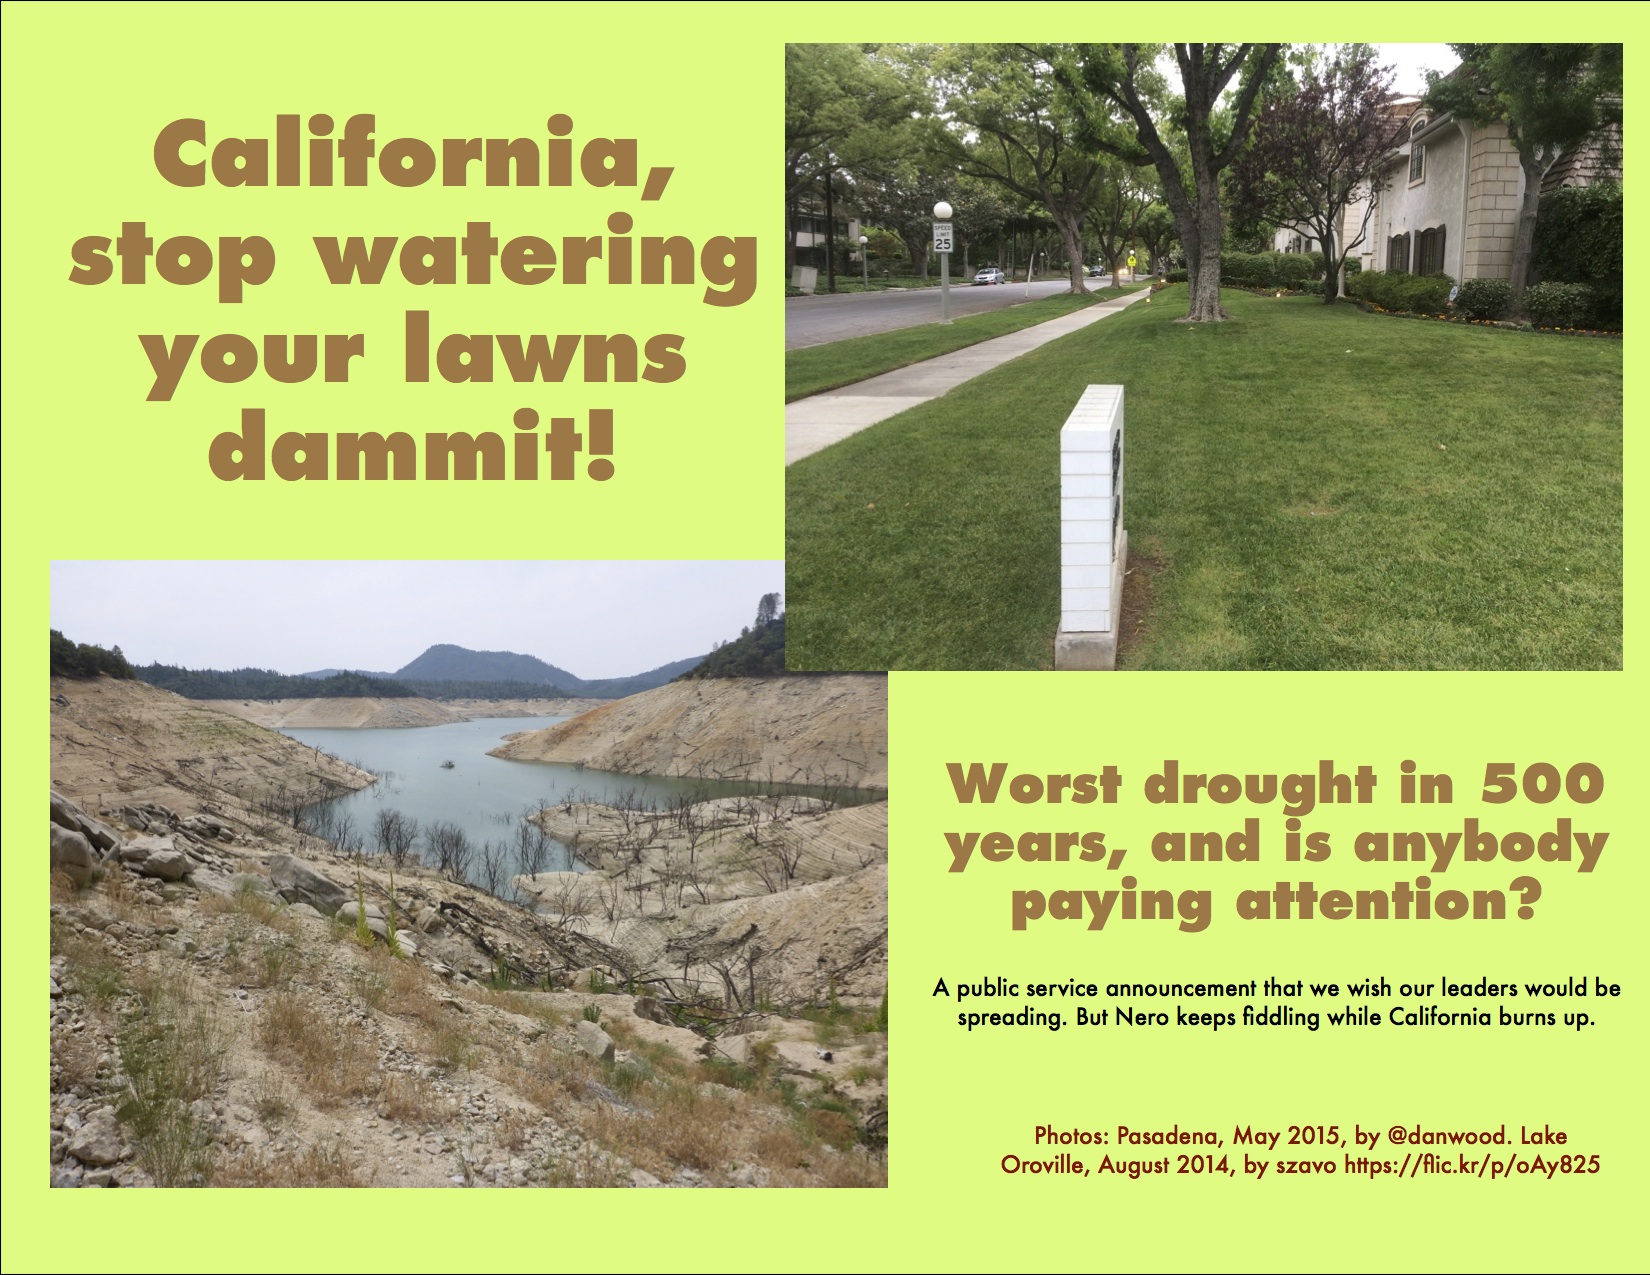 California,
stop watering
your lawns
dammit!
SPEED
LIMIT
25
Worst drought in 500
years, and is anybody
paying attention?
A public service announcement that we wish our leaders would be
spreading. But Nero keeps fiddling while California burns up.
Photos: Pasadena, May 2015, by @danwood. Lake
Oroville, August 2014, by szavo https://flic.kr/p/oAy825